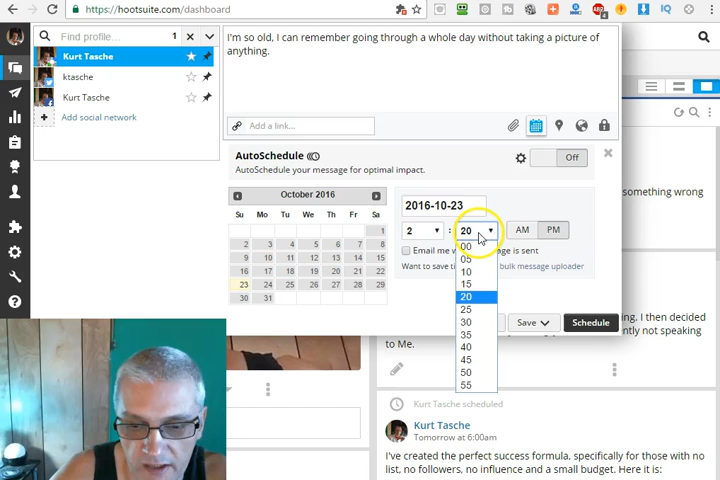 https://hootsuite.com/dashboard
Find profile...
1
Kurt Tasche
ktasche
Kurt Tasche
Add social network
I'm so old, I can remember going through a whole day without taking a picture of
anything.
Add a link...
AutoSchedule
AutoSchedule your message for optimal impact.
Off
October 2016
Su Mo Tu We Th Fr Sa
1
2 3 4 5 6 7 8
9 10 11 12 13 14 15
16 17 18 19 20 21 22
23 24 25 26 27 28 29
30 31
2016-10-23
2 : 20 AM PM
Email me w
age is sent
Want to save ti
bulk message uploader
00
05
10
15
20
25
30
35
40
45
50
55
Save
Schedule
something wrong
ng. I then decided
ently not speaking
to Me.
Kurt Tasche scheduled
Kurt Tasche
Tomorrow at 6:00am
I've created the perfect success formula, specifically for those with no
list, no followers, no influence and a small budget. Here it is: